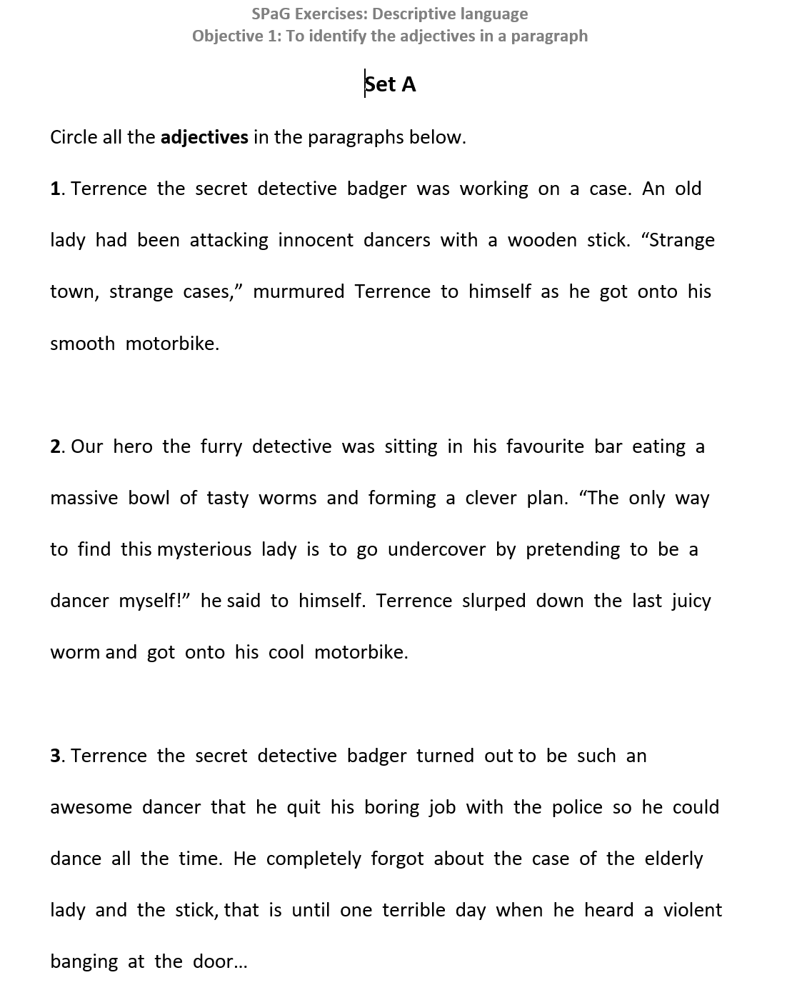 SPaG Exercises: Descriptive language
Objective 1: To identify the adjectives in a paragraph
Set A
Circle all the adjectives in the paragraphs below.
1. Terrence the secret detective badger was working on a case. An old
lady had been attacking innocent dancers with a wooden stick. “Strange
town, strange cases,” murmured Terrence to himself as he got onto his
smooth motorbike.
2. Our hero the furry detective was sitting in his favourite bar eating a
massive bowl of tasty worms and forming a clever plan. “The only way
to find this mysterious lady is to go undercover by pretending to be a
dancer myself!” he said to himself. Terrence slurped down the last juicy
worm and got onto his cool motorbike.
3. Terrence the secret detective badger turned out to be such an
awesome dancer that he quit his boring job with the police so he could
dance all the time. He completely forgot about the case of the elderly
lady and the stick, that is until one terrible day when he heard a violent
banging at the door…